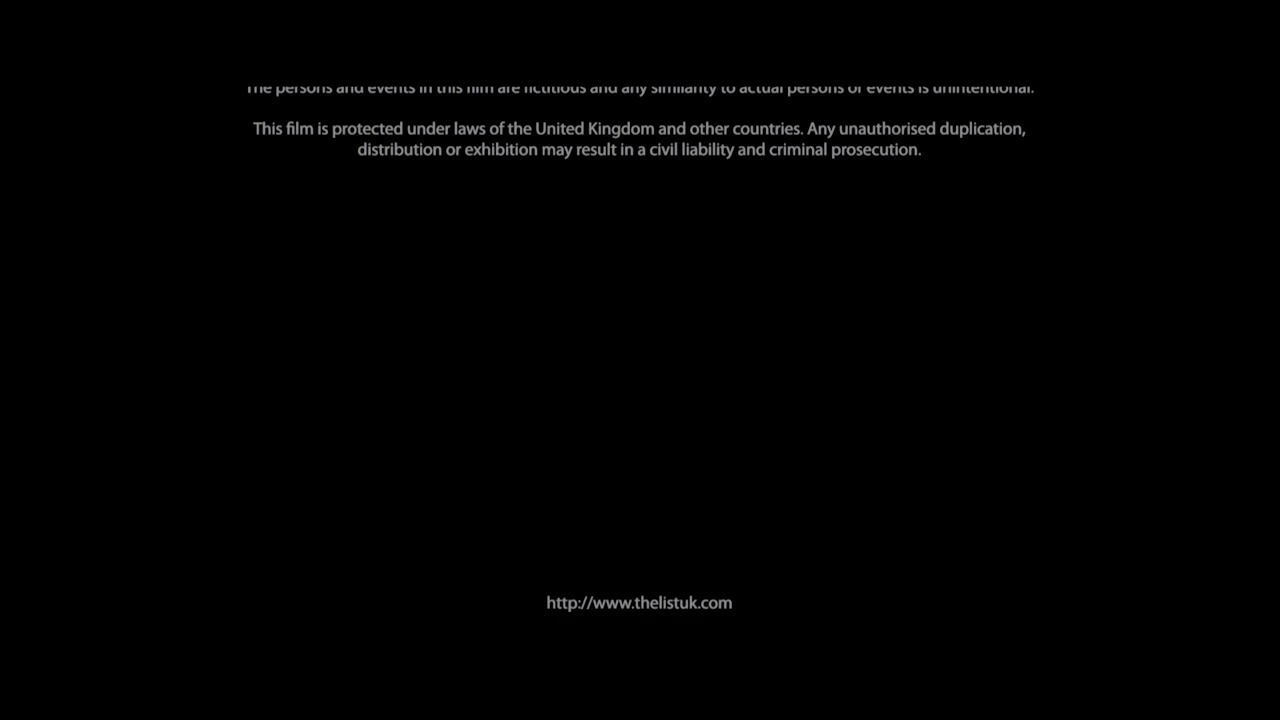 The persons and events in this film are fictitious and any similarity to actual persons or events is unintentional.
This film is protected under laws of the United Kingdom and other countries. Any unauthorised duplication,
distribution or exhibition may result in a civil liability and criminal prosecution.
http://www.thelistuk.com